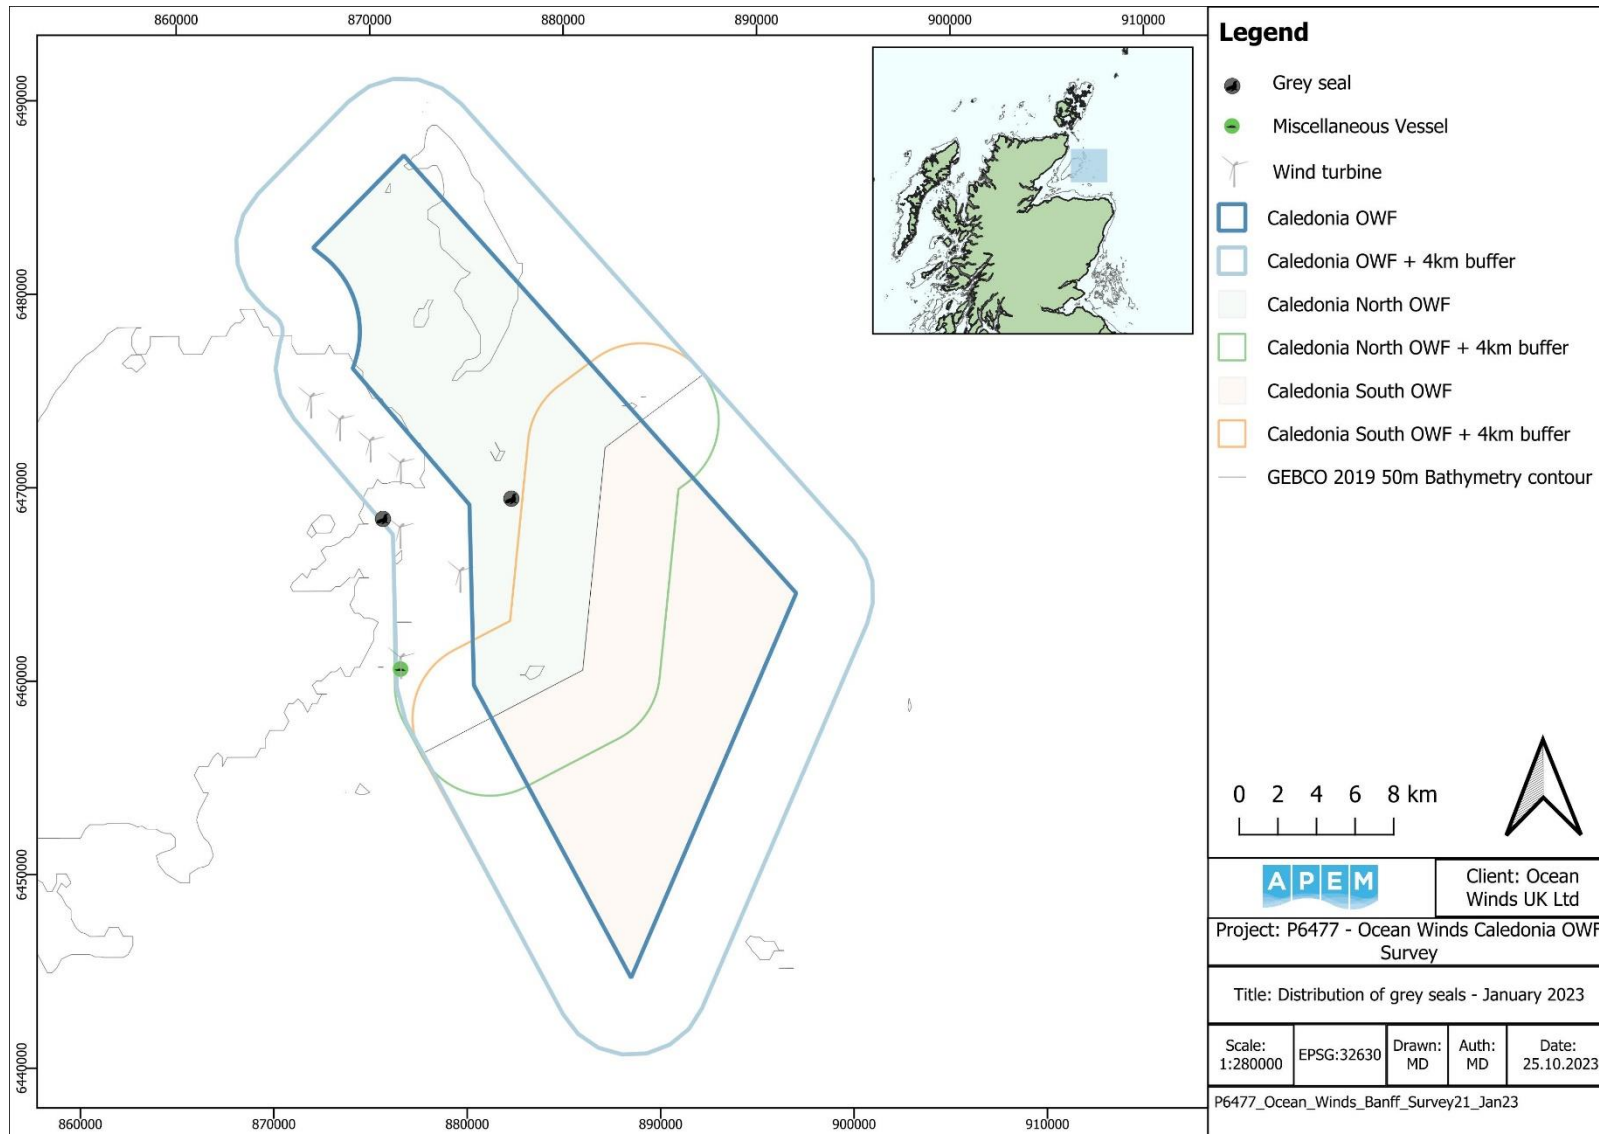 860000 870000 880000 890000 900000 910000
6490000
6480000
6470000
6460000
6450000
6440000
860000 870000 880000 890000 900000 910000
Legend
Grey seal
Miscellaneous Vessel
Wind turbine
Caledonia OWF
Caledonia OWF + 4km buffer
Caledonia North OWF
Caledonia North OWF + 4km buffer
Caledonia South OWF
Caledonia South OWF + 4km buffer
GEBCO 2019 50m Bathymetry contour
0 2 4 6 8 km
APEM
Client: Ocean
Winds UK Ltd
Project: P6477 - Ocean Winds Caledonia OWF
Survey
Title: Distribution of grey seals - January 2023
Scale:
1:280000
EPSG:32630
Drawn:
MD
Auth:
MD
Date:
25.10.2023
P6477_Ocean_Winds_Banff_Survey21_Jan23